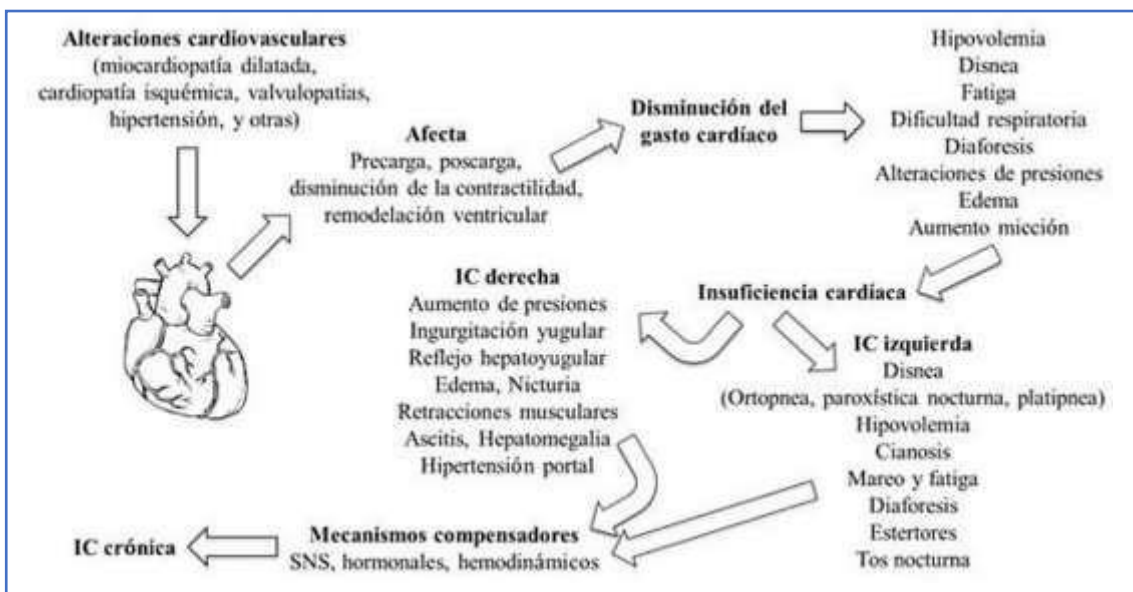 Alteraciones cardiovasculares
(miocardiopatía dilatada,
cardiopatía isquémica, valvulopatías,
hipertensión, y otras)
Afecta
Precarga, poscarga,
disminución de la contractilidad,
remodelación ventricular
Disminución del
gasto cardíaco
Hipovolemia
Disnea
Fatiga
Dificultad respiratoria
Diaforesis
Alteraciones de presiones
Edema
Aumento micción
Insuficiencia cardíaca
IC derecha
Aumento de presiones
Ingurgitación yugular
Reflejo hepatoyugular
Edema, Nicturia
Retracciones musculares
Ascitis, Hepatomegalia
Hipertensión portal
IC izquierda
Disnea
(Ortopnea, paroxística nocturna, platipnea)
Hipovolemia
Cianosis
Mareo y fatiga
Diaforesis
Estertores
Tos nocturna
Mecanismos compensadores
SNS, hormonales, hemodinámicos
IC crónica